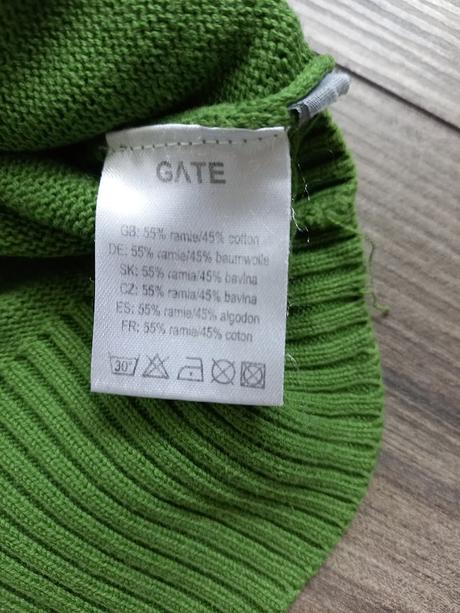 GATE
GB: 55% ramie/45% cotton
DE: 55% ramie/45% baumwolle
SK: 55% ramia/45% bavlna
CZ: 55% ramie/45% bavlna
ES: 55% ramie/45% algodon
FR: 55% ramie/45% coton
30°